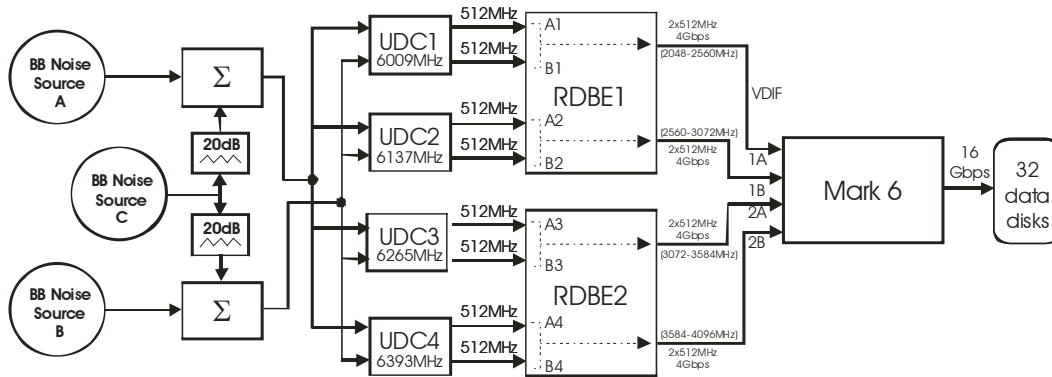 BB Noise
Source
A
Σ
20dB
BB Noise
Source
C
20dB
BB Noise
Source
B
Σ
UDC1
6009MHz
UDC2
6137MHz
UDC3
6265MHz
UDC4
6393MHz
512MHz
512MHz
512MHz
512MHz
512MHz
512MHz
512MHz
512MHz
A1
B1
RDBE1
A2
B2
A3
B3
RDBE2
A4
B4
2x512MHz
4Gbps
(2048-2560MHz)
VDIF
(2560-3072MHz)
2x512MHz
4Gbps
2x512MHz
4Gbps
(3072-3584MHz)
(3584-4096MHz)
2x512MHz
4Gbps
1A
1B
2A
2B
Mark 6
16
Gbps
32
data
disks